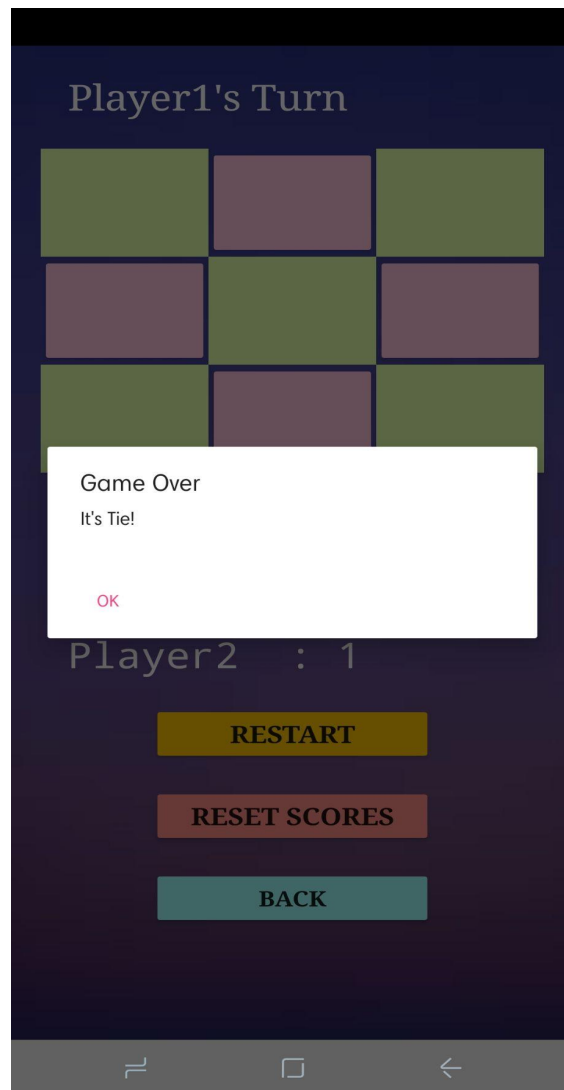 Player1's Turn
Game Over
It's Tie!
OK
Player2 : 1
RESTART
RESET SCORES
BACK